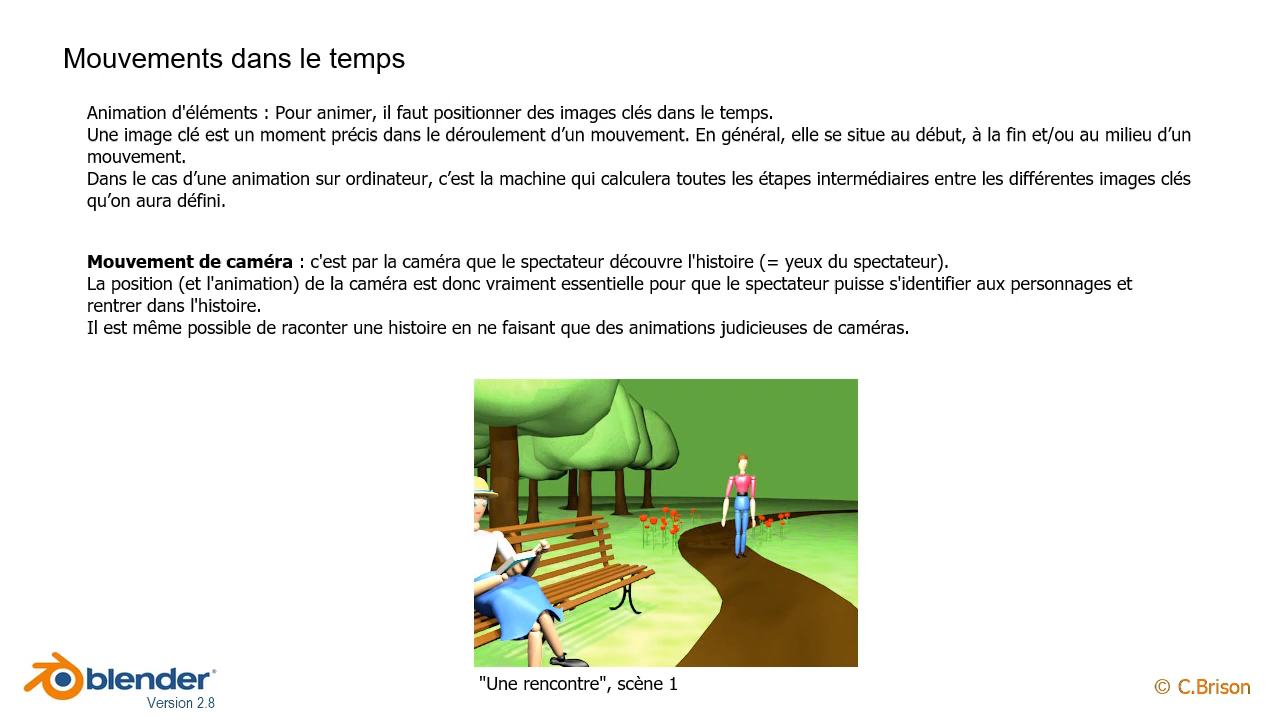 Mouvements dans le temps
Animation d'éléments : Pour animer, il faut positionner des images clés dans le temps.
Une image clé est un moment précis dans le déroulement d’un mouvement. En général, elle se situe au début, à la fin et/ou au milieu d’un
mouvement.
Dans le cas d’une animation sur ordinateur, c’est la machine qui calculera toutes les étapes intermédiaires entre les différentes images clés
qu’on aura défini.
Mouvement de caméra : c'est par la caméra que le spectateur découvre l'histoire (= yeux du spectateur).
La position (et l'animation) de la caméra est donc vraiment essentielle pour que le spectateur puisse s'identifier aux personnages et
rentrer dans l'histoire.
Il est même possible de raconter une histoire en ne faisant que des animations judicieuses de caméras.
"Une rencontre", scène 1
blender®
Version 2.8
© C.Brison